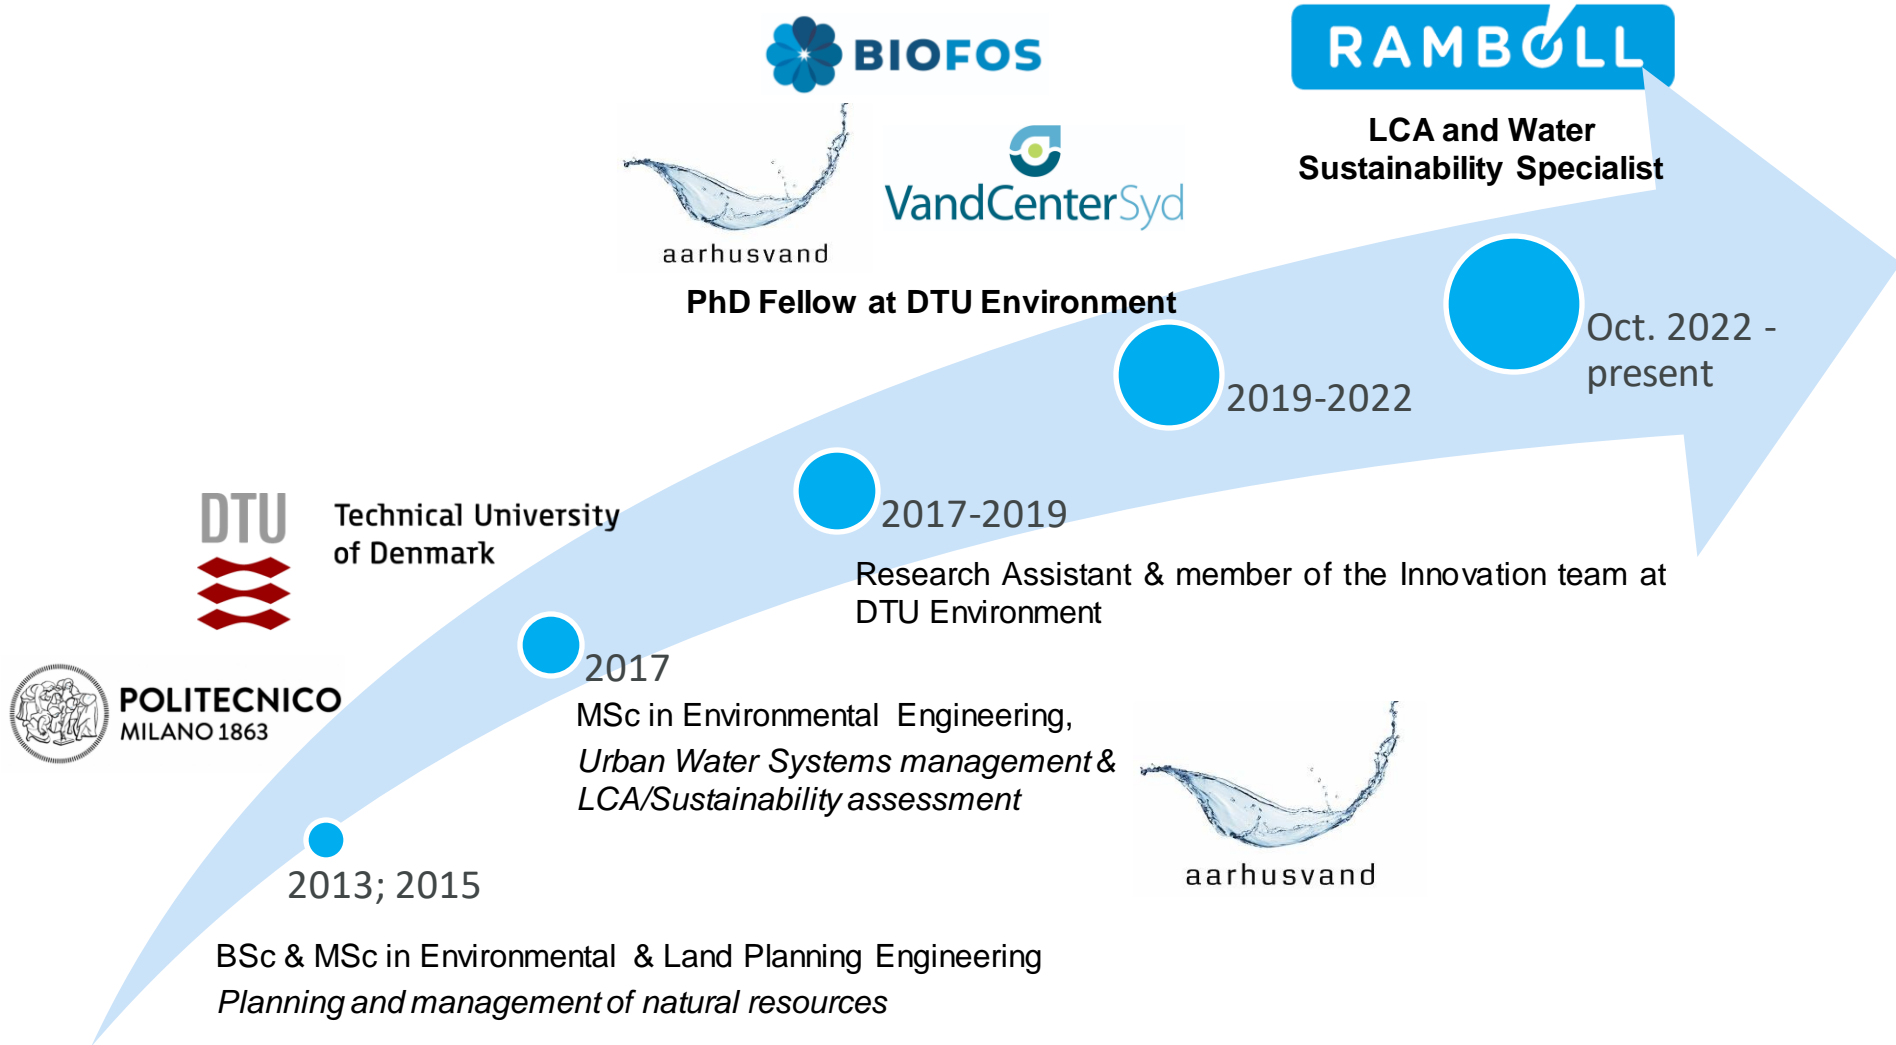 BIOFOS
RAMBOLL
LCA and Water
Sustainability Specialist
aarhusvand
VandCenterSyd
PhD Fellow at DTU Environment
Oct. 2022 -
present
2019-2022
2017-2019
Research Assistant & member of the Innovation team at
DTU Environment
DTU
Technical University
of Denmark
2017
MSc in Environmental Engineering,
Urban Water Systems management &
LCA/Sustainability assessment
aarhusvand
POLITECNICO
MILANO 1863
2013; 2015
BSc & MSc in Environmental & Land Planning Engineering
Planning and management of natural resources